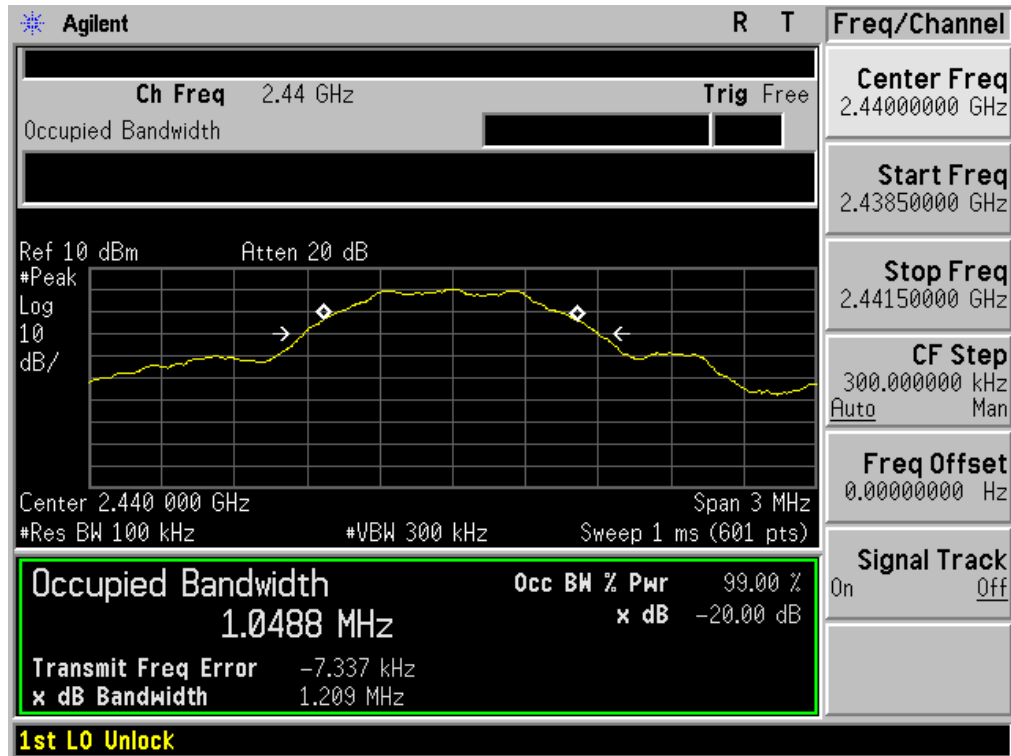 Agilent R T
Ch Freq 2.44 GHz Trig Free
Occupied Bandwidth
Ref 10 dBm Atten 20 dB
#Peak
Log
10
dB/
Center 2.440 000 GHz Span 3 MHz
#Res BW 100 kHz #VBW 300 kHz Sweep 1 ms (601 pts)
Occupied Bandwidth
1.0488 MHz
Occ BW % Pwr 99.00 %
x dB -20.00 dB
Transmit Freq Error -7.337 kHz
x dB Bandwidth 1.209 MHz
1st LO Unlock
Freq/Channel
Center Freq
2.44000000 GHz
Start Freq
2.43850000 GHz
Stop Freq
2.44150000 GHz
CF Step
300.000000 kHz
Auto Man
Freq Offset
0.00000000 Hz
Signal Track
On Off